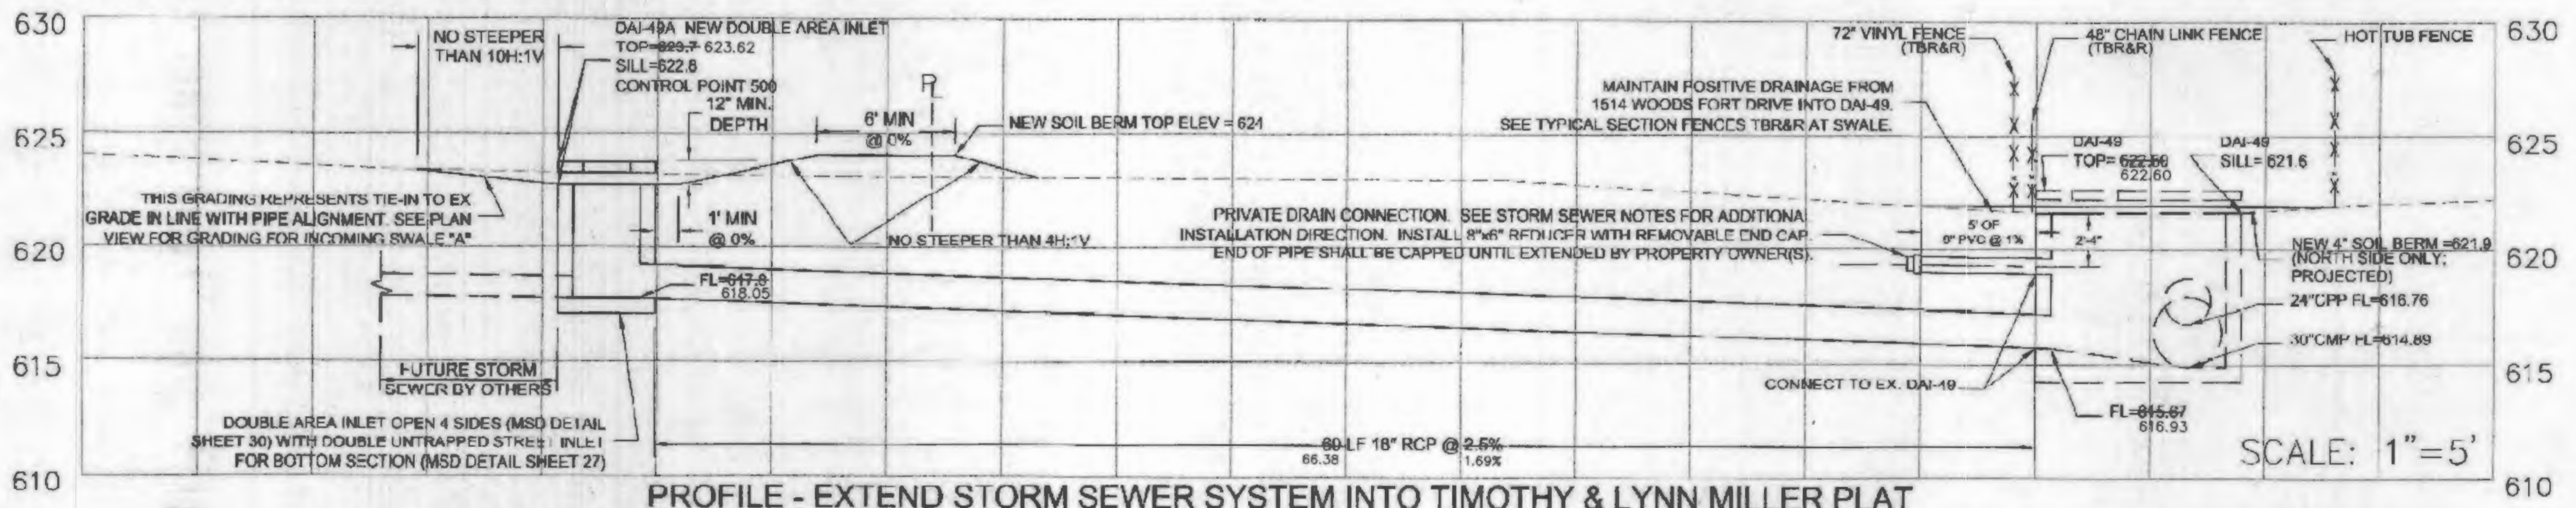 630
625
620
615
610
NO STEEPER
THAN 10H:1V
DAI-49A NEW DOUBLE AREA INLET
TOP=623.7 623.62
SILL=622.8
CONTROL POINT 500
12" MIN.
DEPTH
6' MIN
@ 0%
PL
NEW SOIL BERM TOP ELEV = 624
THIS GRADING REPRESENTS TIE-IN TO EX
GRADE IN LINE WITH PIPE ALIGNMENT. SEE PLAN
VIEW FOR GRADING FOR INCOMING SWALE "A"
1' MIN
@ 0%
NO STEEPER THAN 4H:1V
FL=617.8
618.05
FUTURE STORM
SEWER BY OTHERS
DOUBLE AREA INLET OPEN 4 SIDES (MSD DETAIL
SHEET 30) WITH DOUBLE UNTRAPPED STREET INLET
FOR BOTTOM SECTION (MSD DETAIL SHEET 27)
72" VINYL FENCE
(TBR&R)
48" CHAIN LINK FENCE
(TBR&R)
HOT TUB FENCE
MAINTAIN POSITIVE DRAINAGE FROM
1514 WOODS FORT DRIVE INTO DAI-49.
SEE TYPICAL SECTION FENCES TBR&R AT SWALE.
DAI-49
TOP= 622.60
DAI-49
SILL= 621.6
PRIVATE DRAIN CONNECTION. SEE STORM SEWER NOTES FOR ADDITIONA
INSTALLATION DIRECTION. INSTALL 8"x6" REDUCER WITH REMOVABLE END CAP.
END OF PIPE SHALL BE CAPPED UNTIL EXTENDED BY PROPERTY OWNER(S).
5' OF
PVC @ 1%
2'-4"
NEW 4" SOIL BERM =621.9
(NORTH SIDE ONLY;
PROJECTED)
24"CPP FL=616.76
30"CMP FL=614.89
CONNECT TO EX. DAI-49
FL=615.67
616.93
60 LF 18" RCP @ 2.5%
66.38 1.69%
SCALE: 1"=5'
630
625
620
615
610
PROFILE - EXTEND STORM SEWER SYSTEM INTO TIMOTHY & LYNN MILLER PLAT